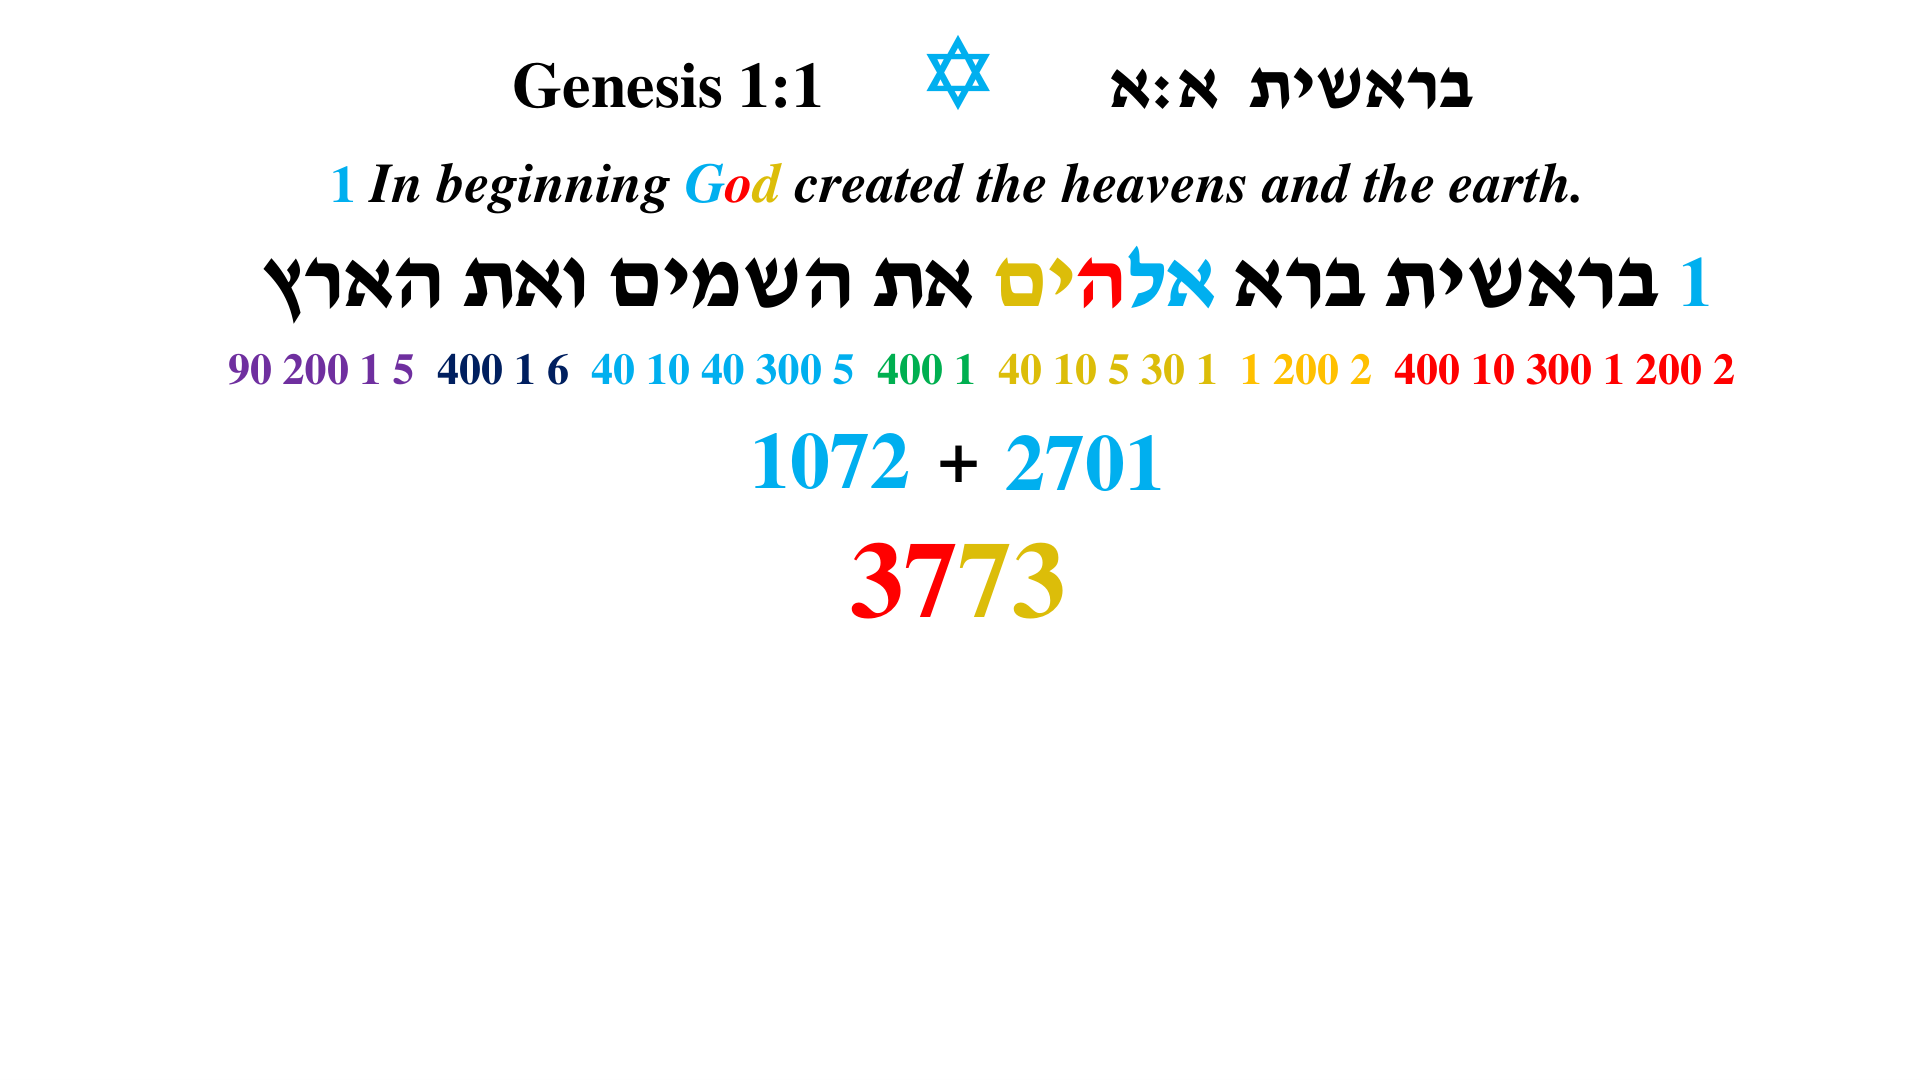 Genesis 1:1 ✡ בראשית א:א
1 In beginning God created the heavens and the earth.
1 בראשית ברא אלהים את השמים ואת הארץ
90 200 1 5 400 1 6 40 10 40 300 5 400 1 40 10 5 30 1 1 200 2 400 10 300 1 200 2
1072 + 2701
3773